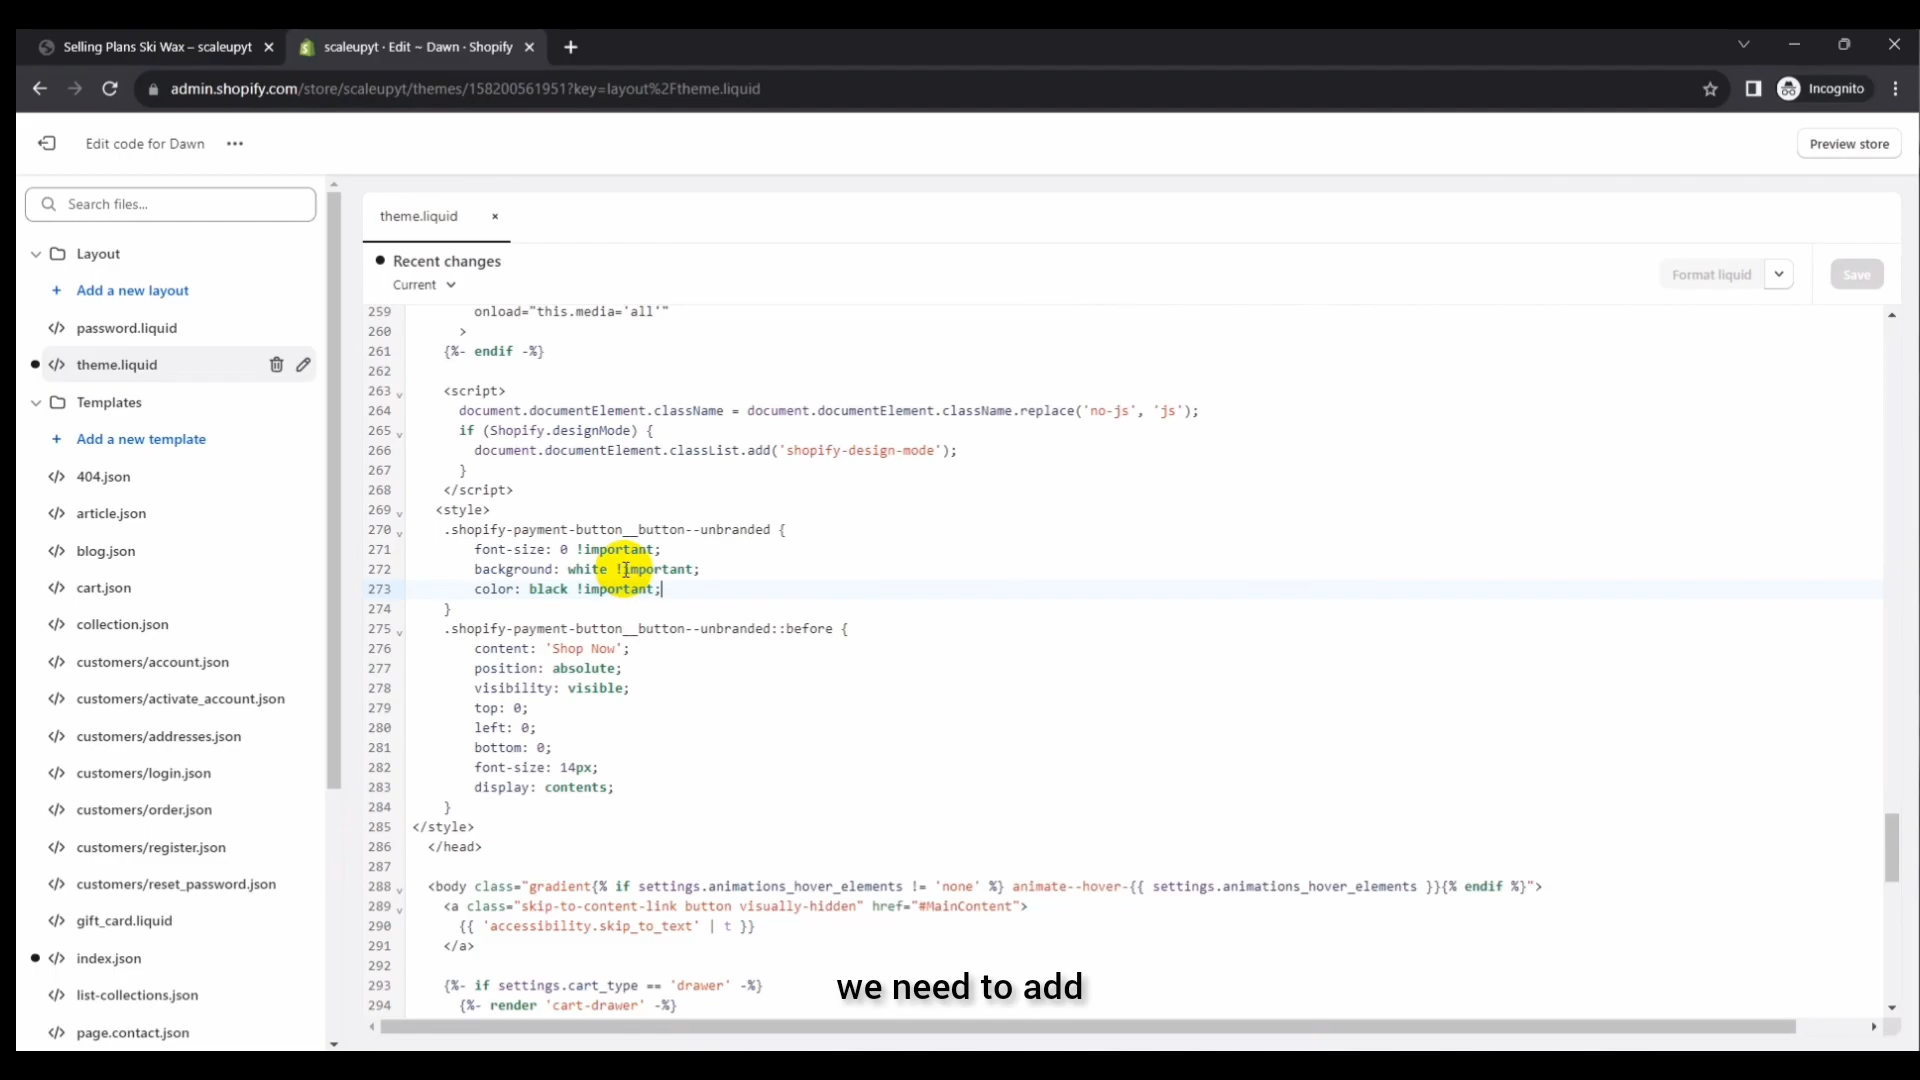 Selling Plans Ski Wax – scaleupyt
scaleupyt · Edit ~ Dawn · Shopify
admin.shopify.com/store/scaleupyt/themes/158200561951?key=layout%2Ftheme.liquid
Incognito
Edit code for Dawn
Preview store
Search files...
Layout
Add a new layout
password.liquid
theme.liquid
Templates
Add a new template
404.json
article.json
blog.json
cart.json
collection.json
customers/account.json
customers/activate_account.json
customers/addresses.json
customers/login.json
customers/order.json
customers/register.json
customers/reset_password.json
gift_card.liquid
index.json
list-collections.json
page.contact.json
theme.liquid
Recent changes
Current
Format liquid
Save
259 onload="this.media='all'"
260 >
261 {%- endif -%}
262
263 <script>
264 document.documentElement.className = document.documentElement.className.replace('no-js', 'js');
265 if (Shopify.designMode) {
266 document.documentElement.classList.add('shopify-design-mode');
267 }
268 </script>
269 <style>
270 .shopify-payment-button__button--unbranded {
271 font-size: 0 !important;
272 background: white !important;
273 color: black !important;
274 }
275 .shopify-payment-button__button--unbranded::before {
276 content: 'Shop Now';
277 position: absolute;
278 visibility: visible;
279 top: 0;
280 left: 0;
281 bottom: 0;
282 font-size: 14px;
283 display: contents;
284 }
285 </style>
286 </head>
287
288 <body class="gradient{% if settings.animations_hover_elements != 'none' %} animate--hover-{{ settings.animations_hover_elements }}{% endif %}">
289 <a class="skip-to-content-link button visually-hidden" href="#MainContent">
290 {{ 'accessibility.skip_to_text' | t }}
291 </a>
292
293 {%- if settings.cart_type == 'drawer' -%}
294 {%- render 'cart-drawer' -%}
we need to add